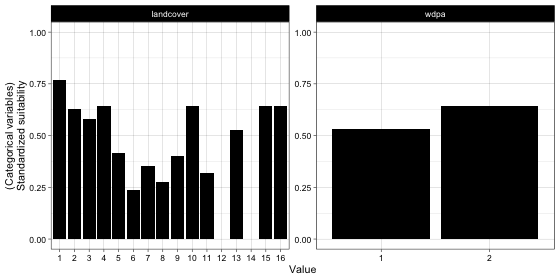 landcover
wdpa
(Categorical variables)
Standardized suitability
1.00
0.75
0.50
0.25
0.00
1 2 3 4 5 6 7 8 9 10 11 12 13 14 15 16
1.00
0.75
0.50
0.25
0.00
1 2
Value